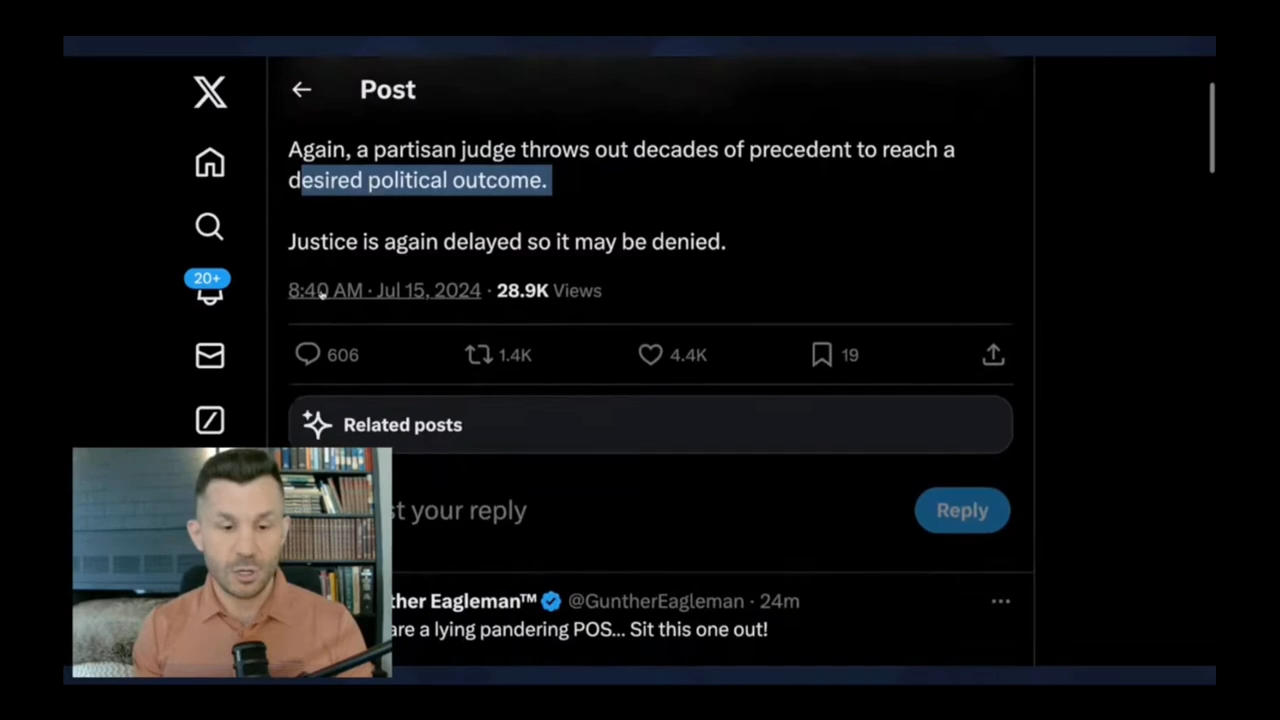 Post
Again, a partisan judge throws out decades of precedent to reach a
desired political outcome.
Justice is again delayed so it may be denied.
8:40 AM · Jul 15, 2024 · 28.9K Views
20+
606 1.4K 4.4K 19
Related posts
your reply
Reply
Eagleman™ @GuntherEagleman · 24m
are a lying pandering POS... Sit this one out!